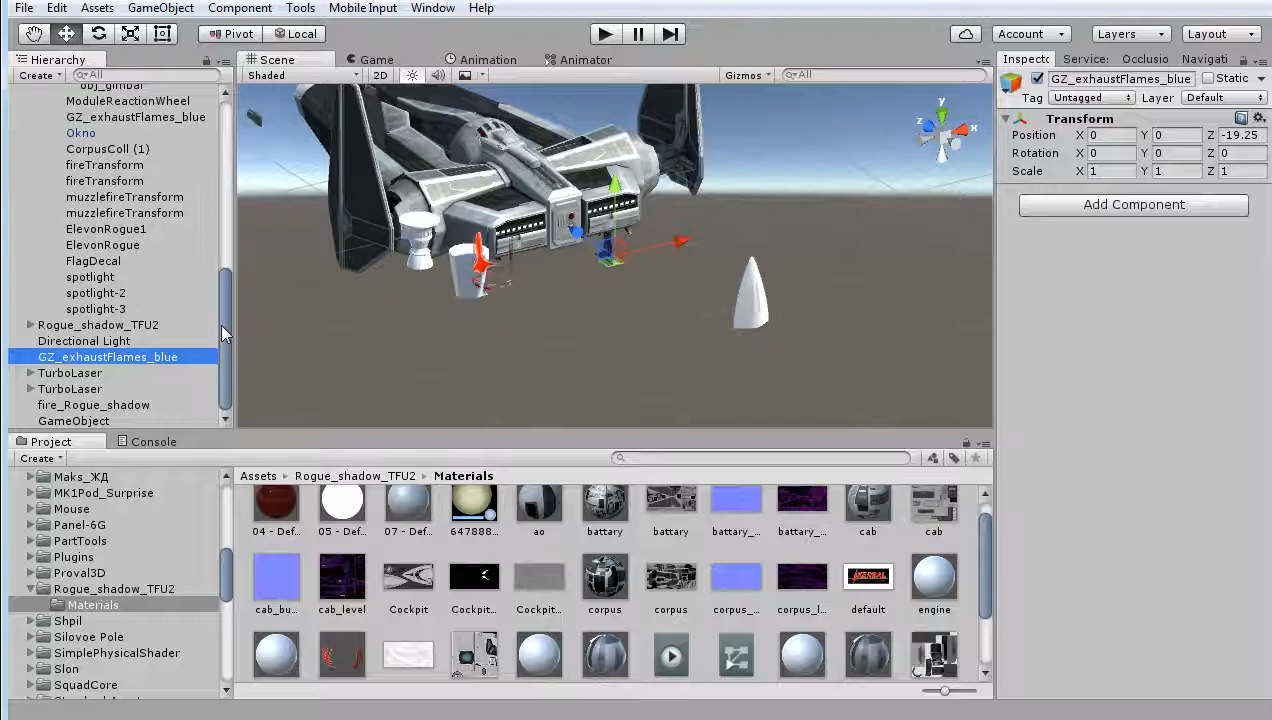 File Edit Assets GameObject Component Tools Mobile Input Window Help
Pivot Local Account Layers Layout
Hierarchy Scene Game Animation Animator Inspecto Services Occlusio Navigati
Create All Shaded 2D Gizmos All GZ_exhaustFlames_blue Static
obj_gimbal
ModuleReactionWheel
GZ_exhaustFlames_blue
Okno
CorpusColl (1)
fireTransform
fireTransform
muzzlefireTransform
muzzlefireTransform
ElevonRogue1
ElevonRogue
FlagDecal
spotlight
spotlight-2
spotlight-3
Rogue_shadow_TFU2
Directional Light
GZ_exhaustFlames_blue
TurboLaser
TurboLaser
fire_Rogue_shadow
GameObject
y
z
x
Tag Untagged Layer Default
Transform
Position X 0 Y 0 Z -19.25
Rotation X 0 Y 0 Z 0
Scale X 1 Y 1 Z 1
Add Component
Project Console
Create
Maks_ЖД
MK1Pod_Surprise
Mouse
Panel-6G
PartTools
Plugins
Proval3D
Rogue_shadow_TFU2
Materials
Shpil
Silovoe Pole
SimplePhysicalShader
Slon
SquadCore
Assets Rogue_shadow_TFU2 Materials
04 - Def... 05 - Def... 07 - Def... 647888... ao battary battary battary_... battary_... cab cab
cab_bu... cab_level Cockpit Cockpit... Cockpit... corpus corpus corpus_... corpus_l... default engine
KERBAL